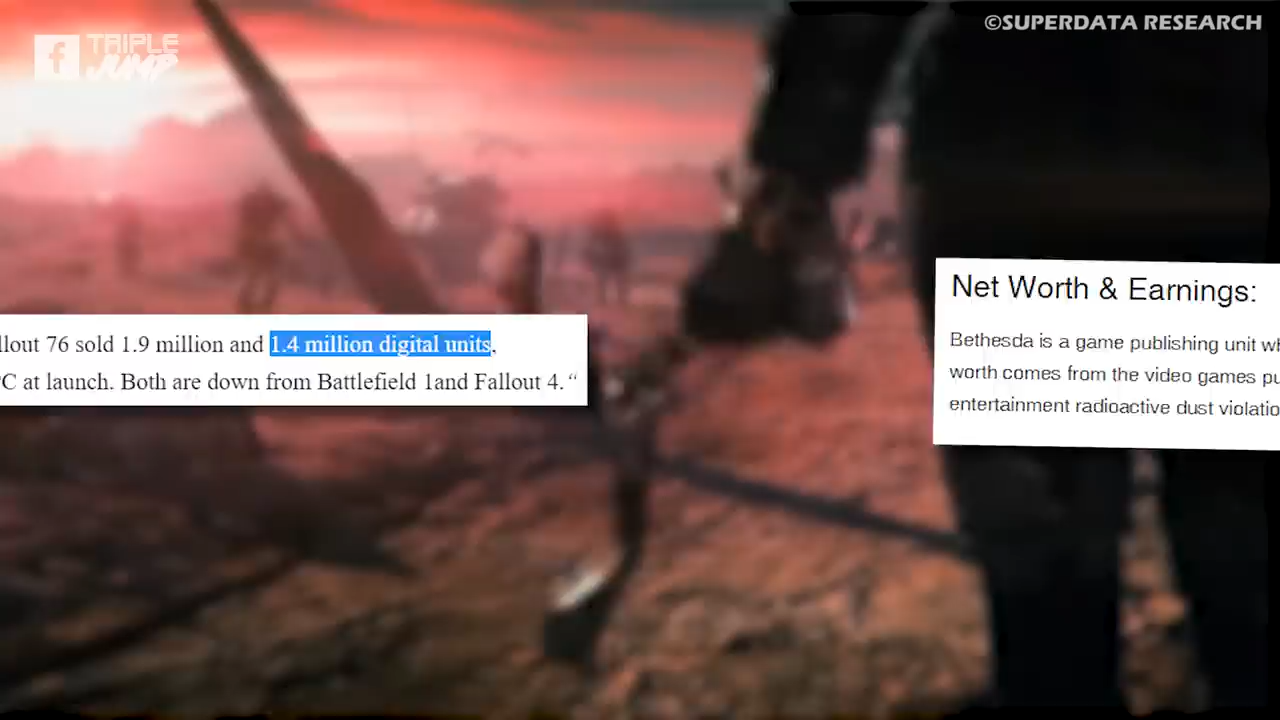 ©SUPERDATA RESEARCH
f TRIPLE
JUMP
Net Worth & Earnings:
llout 76 sold 1.9 million and 1.4 million digital units,
PC at launch. Both are down from Battlefield 1and Fallout 4.“
Bethesda is a game publishing unit wh
worth comes from the video games pu
entertainment radioactive dust violatio